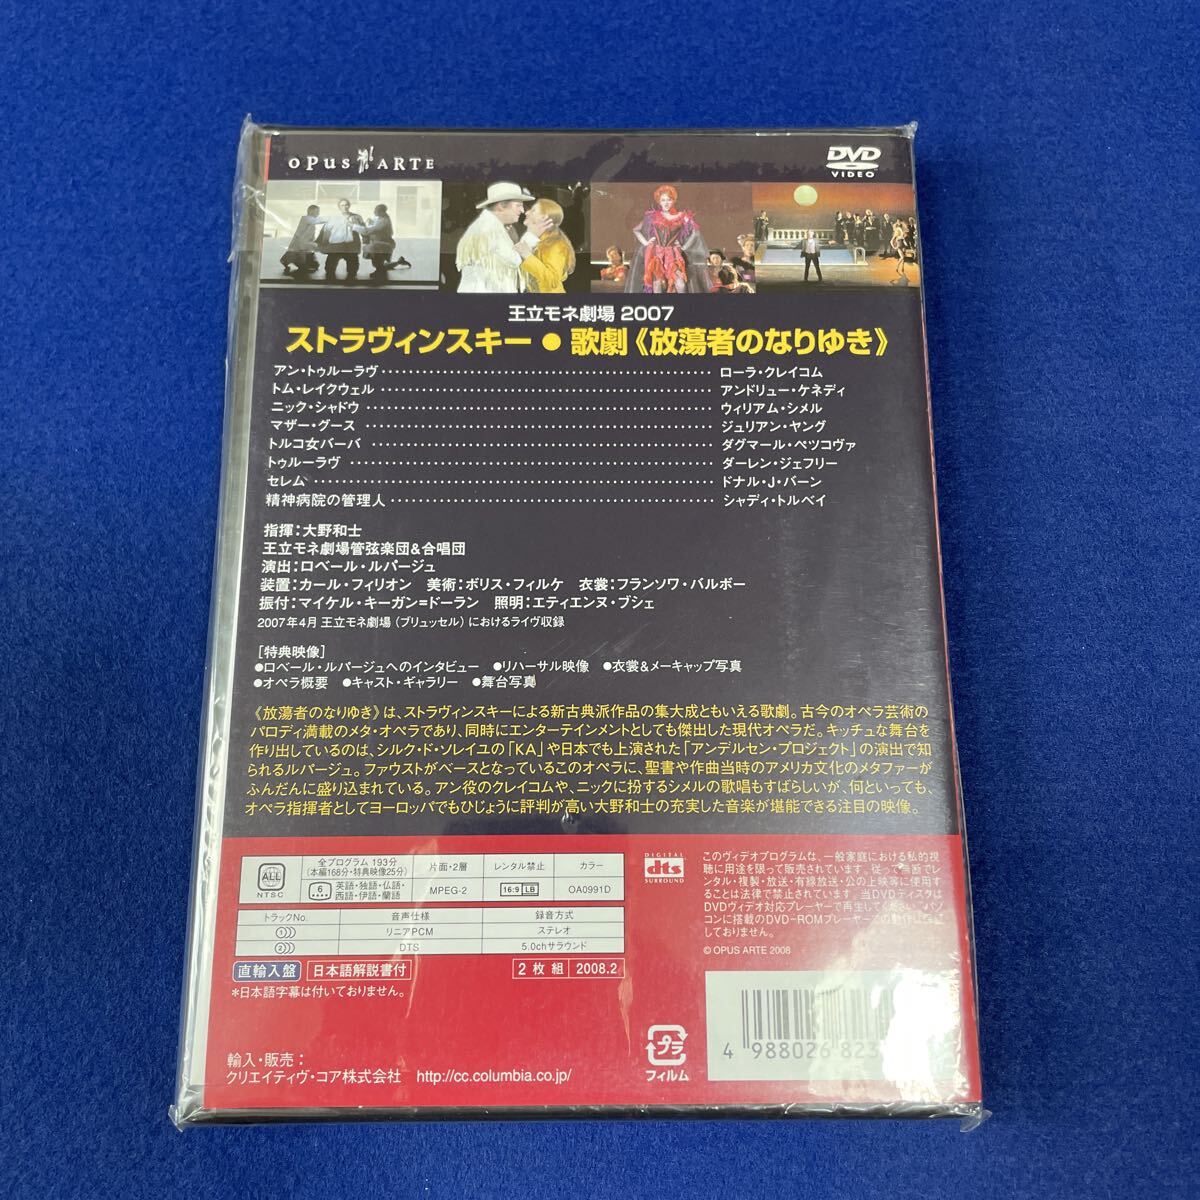 OPUS ARTE
DVD
VIDEO
王立モネ劇場 2007
ストラヴィンスキー ● 歌劇《放蕩者のなりゆき》
アン・トゥルーラヴ ローラ・クレイコム
トム・レイクウェル アンドリュー・ケネディ
ニック・シャドウ ウィリアム・シメル
マザー・グース ジュリアン・ヤング
トルコ女バーバ ダグマール・ペツコヴァ
トゥルーラヴ ダーレン・ジェフリー
セレム ドナル・J・バーン
精神病院の管理人 シャディ・トルベイ
指揮：大野和士
王立モネ劇場管弦楽団&合唱団
演出：ロベール・ルパージュ
装置：カール・フィリオン 美術：ボリス・フィルケ 衣裳：フランソワ・バルボー
振付：マイケル・キーガン=ドーラン 照明：エティエンヌ・ブシェ
2007年4月 王立モネ劇場（ブリュッセル）におけるライヴ収録
［特典映像］
●ロベール・ルパージュへのインタビュー ●リハーサル映像 ●衣裳&メーキャップ写真
●オペラ概要 ●キャスト・ギャラリー ●舞台写真
《放蕩者のなりゆき》は、ストラヴィンスキーによる新古典派作品の集大成ともいえる歌劇。古今のオペラ芸術の
パロディ満載のメタ・オペラであり、同時にエンターテインメントとしても傑出した現代オペラだ。キッチュな舞台を
作り出しているのは、シルク・ド・ソレイユの「KA」や日本でも上演された「アンデルセン・プロジェクト」の演出で知
られるルパージュ。ファウストがベースとなっているこのオペラに、聖書や作曲当時のアメリカ文化のメタファーが
ふんだんに盛り込まれている。アン役のクレイコムや、ニックに扮するシメルの歌唱もすばらしいが、何といっても、
オペラ指揮者としてヨーロッパでもひじょうに評判が高い大野和士の充実した音楽が堪能できる注目の映像。
ALL
NTSC
全プログラム 193分
（本編168分・特典映像25分）
片面・2層
レンタル禁止
カラー
6
英語・独語・仏語・
西語・伊語・蘭語
MPEG-2
16:9 LB
OA0991D
トラックNo. 音声仕様 録音方式
1 リニアPCM ステレオ
2 DTS 5.0chサラウンド
直輸入盤 日本語解説書付 2枚組 2008.2
＊日本語字幕は付いておりません。
DIGITAL
dts
SURROUND
このヴィデオプログラムは、一般家庭における私的視
聴に用途を限って販売されています。従って無断でレ
ンタル・複製・放送・有線放送・公の上映等に使用す
ることは法律で禁止されています。当DVDディスクは
DVDヴィデオ対応プレーヤーで再生してください。パソ
コンに搭載のDVD-ROMプレーヤーでの動作は保証
しておりません。
© OPUS ARTE 2008
輸入・販売：
クリエイティヴ・コア株式会社 http://cc.columbia.co.jp/
プラ
フィルム
4 988026 82